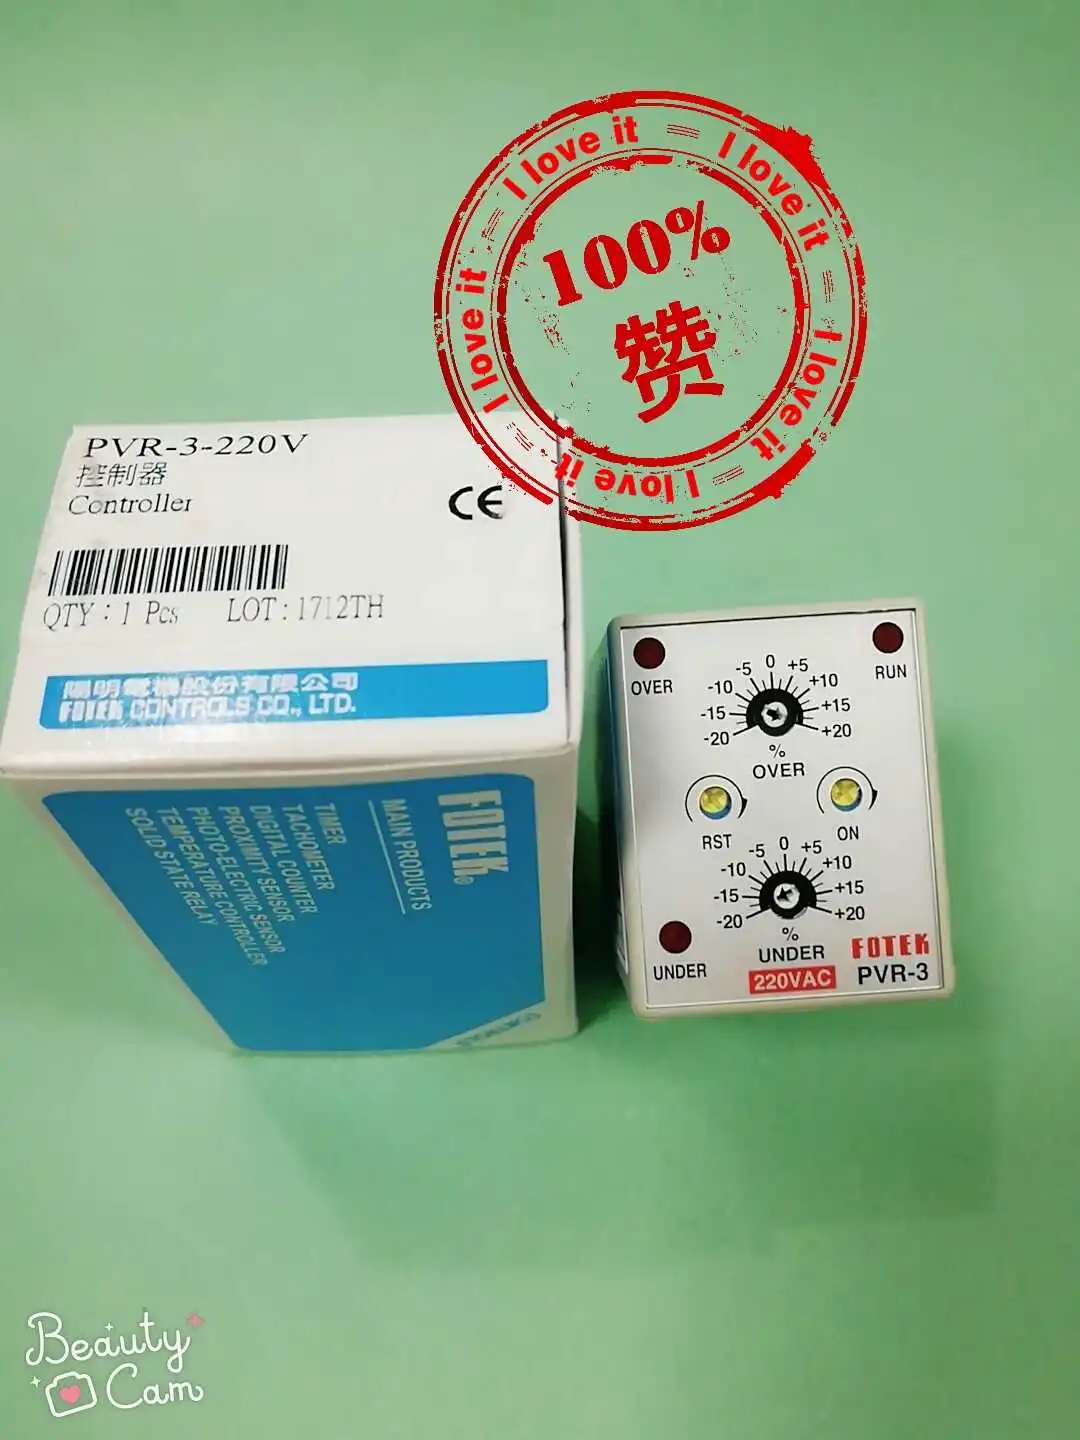 I love it = I love it = I love it = I love it = I love it =
100%
赞
PVR-3-220V
控制器
Controller
CE
QTY : 1 Pcs LOT : 1712TH
陽明電機股份有限公司
FOTEK CONTROLS CO., LTD.
FOTEK
MAIN PRODUCTS
TIMER
TACHOMETER
DIGITAL COUNTER
PROXIMITY SENSOR
PHOTO-ELECTRIC SENSOR
TEMPERATURE CONTROLLER
SOLID STATE RELAY
OVER
RUN
-20 -15 -10 -5 0 +5 +10 +15 +20
%
OVER
RST
ON
-20 -15 -10 -5 0 +5 +10 +15 +20
%
UNDER
UNDER
220VAC
FOTEK
PVR-3
Beauty
Cam